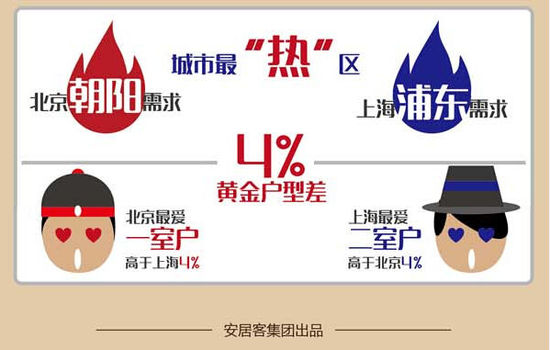 城市最“热“区
北京朝阳需求
上海浦东需求
4%
黄金户型差
北京最爱
一室户
高于上海4%
上海最爱
二室户
高于北京4%
安居客集团出品